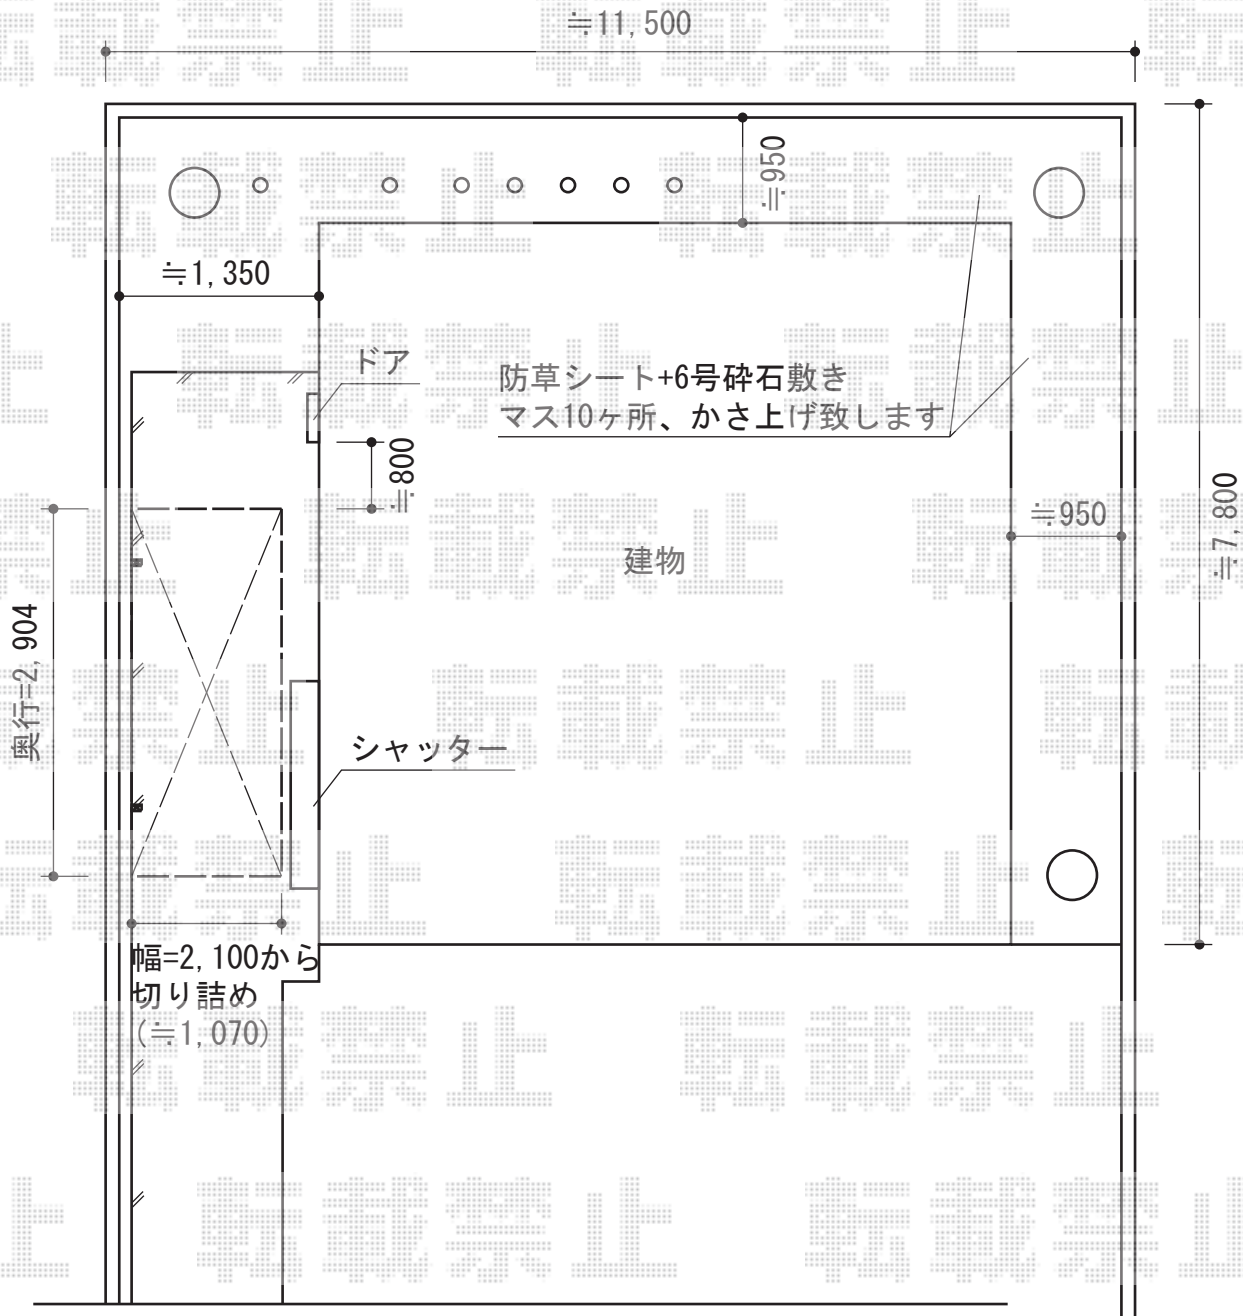 ≒11,500
≒950
≒1,350
ドア
防草シート+6号砕石敷き
マス10ヶ所、かさ上げ致します
≒800
≒950
≒7,800
建物
奥行=2,904
シャッター
幅=2,100から
切り詰め
(≒1,070)
転載禁止